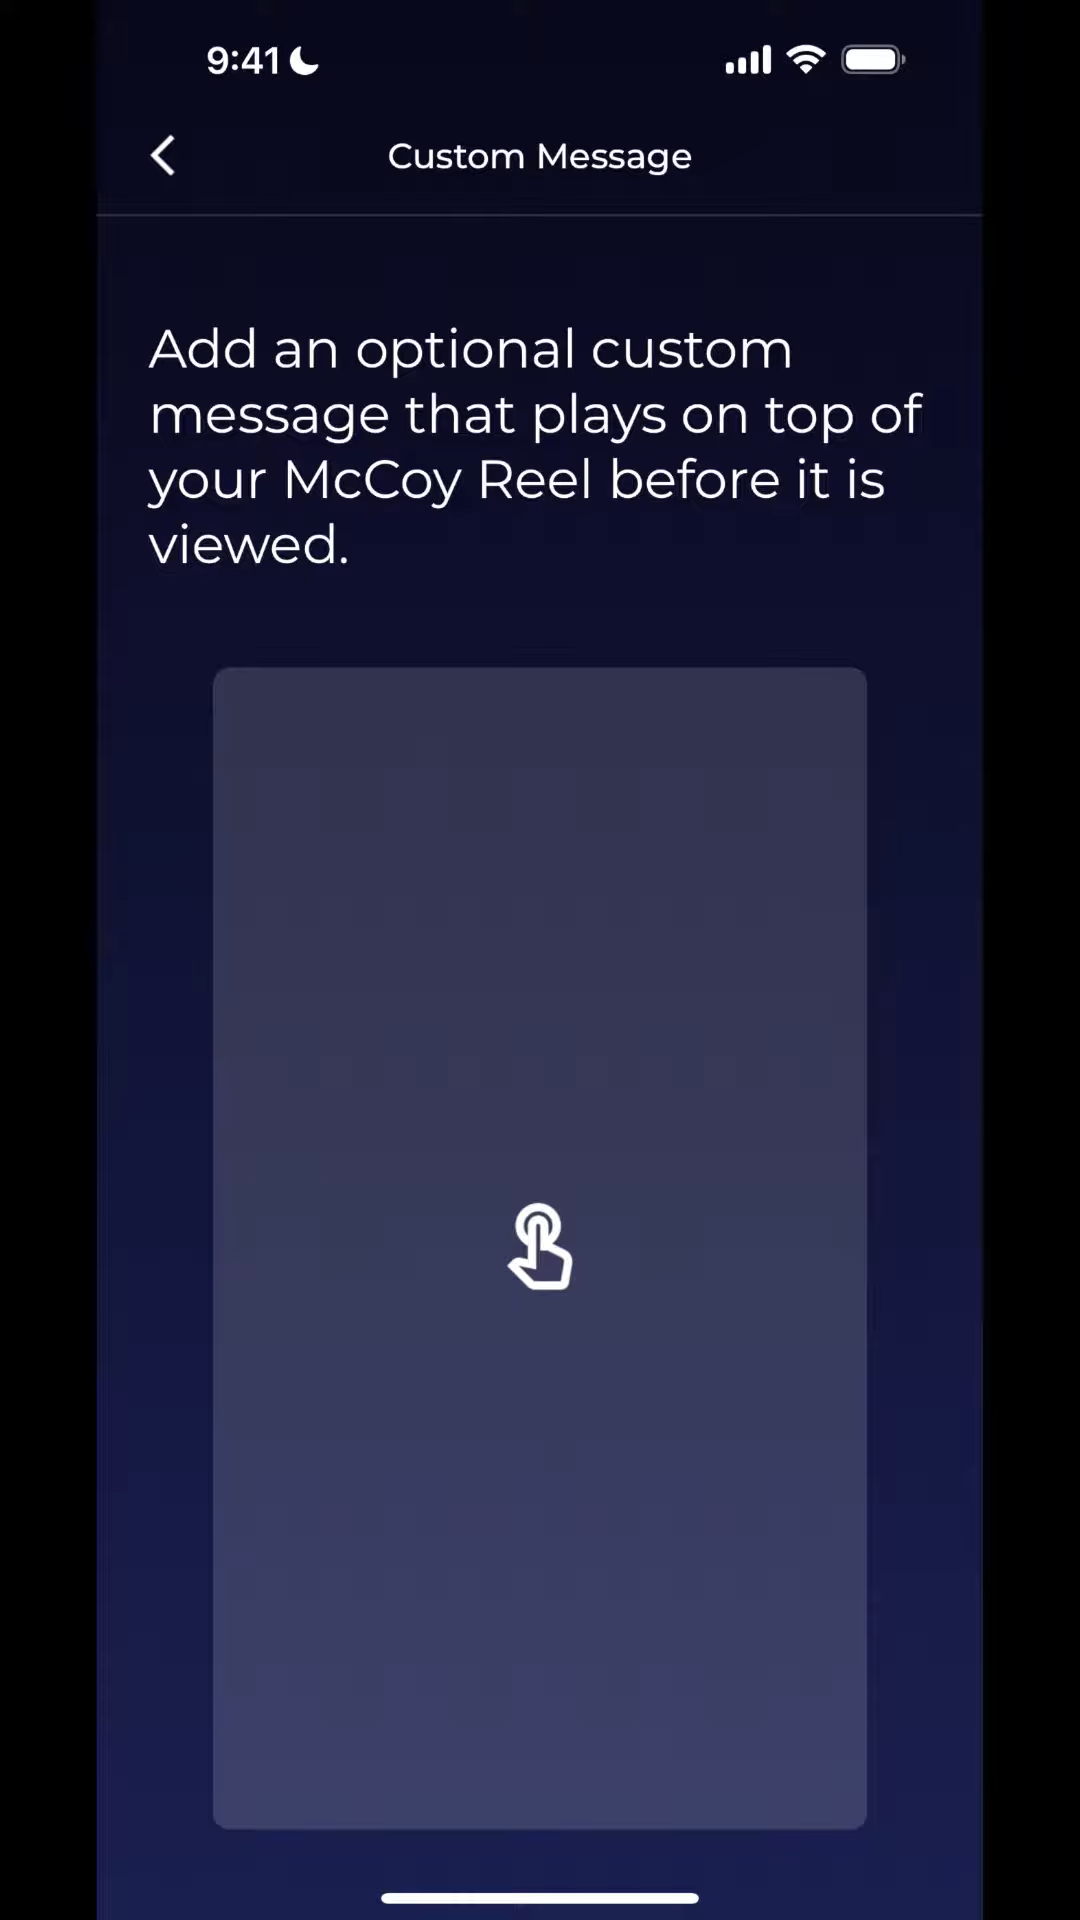 9:41
Custom Message
Add an optional custom
message that plays on top of
your McCoy Reel before it is
viewed.